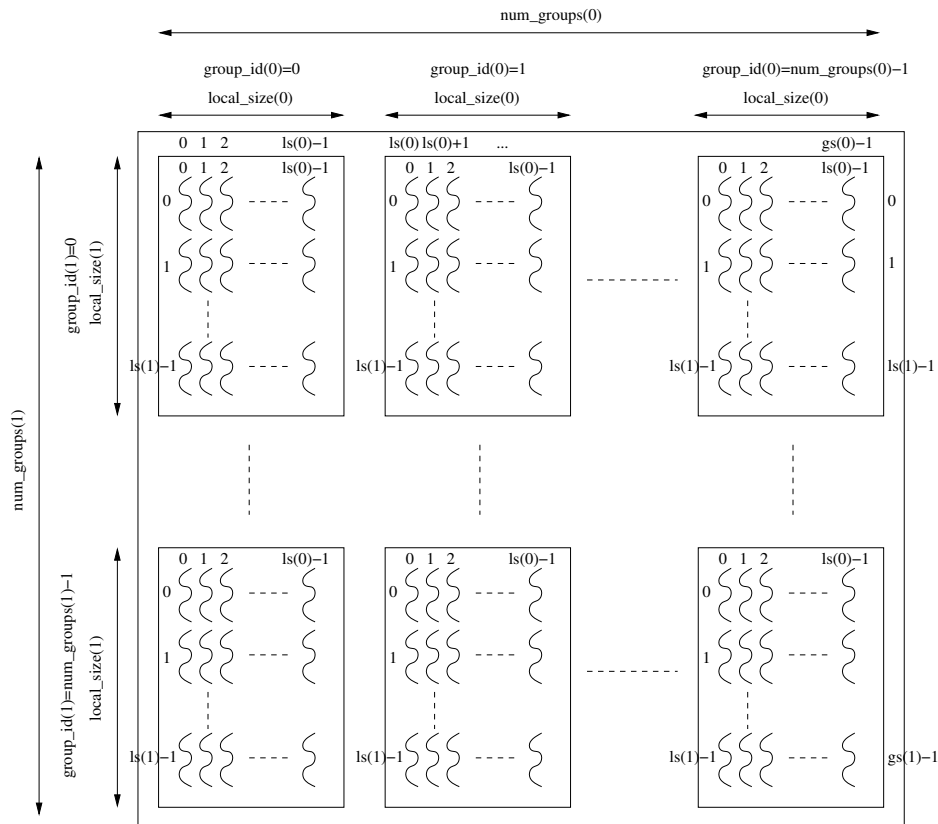 num_groups(0)
group_id(0)=0 group_id(0)=1 group_id(0)=num_groups(0)−1
local_size(0) local_size(0) local_size(0)
0 1 2 ls(0)−1 ls(0) ls(0)+1 ... gs(0)−1
0 1 2 ls(0)−1 0 1 2 ls(0)−1 0 1 2 ls(0)−1
0 0 0 0
1 1 1 1
group_id(1)=0
local_size(1)
ls(1)−1 ls(1)−1 ls(1)−1 ls(1)−1
num_groups(1)
0 1 2 ls(0)−1 0 1 2 ls(0)−1 0 1 2 ls(0)−1
0 0 0
1 1 1
group_id(1)=num_groups(1)−1
local_size(1)
ls(1)−1 ls(1)−1 ls(1)−1 gs(1)−1